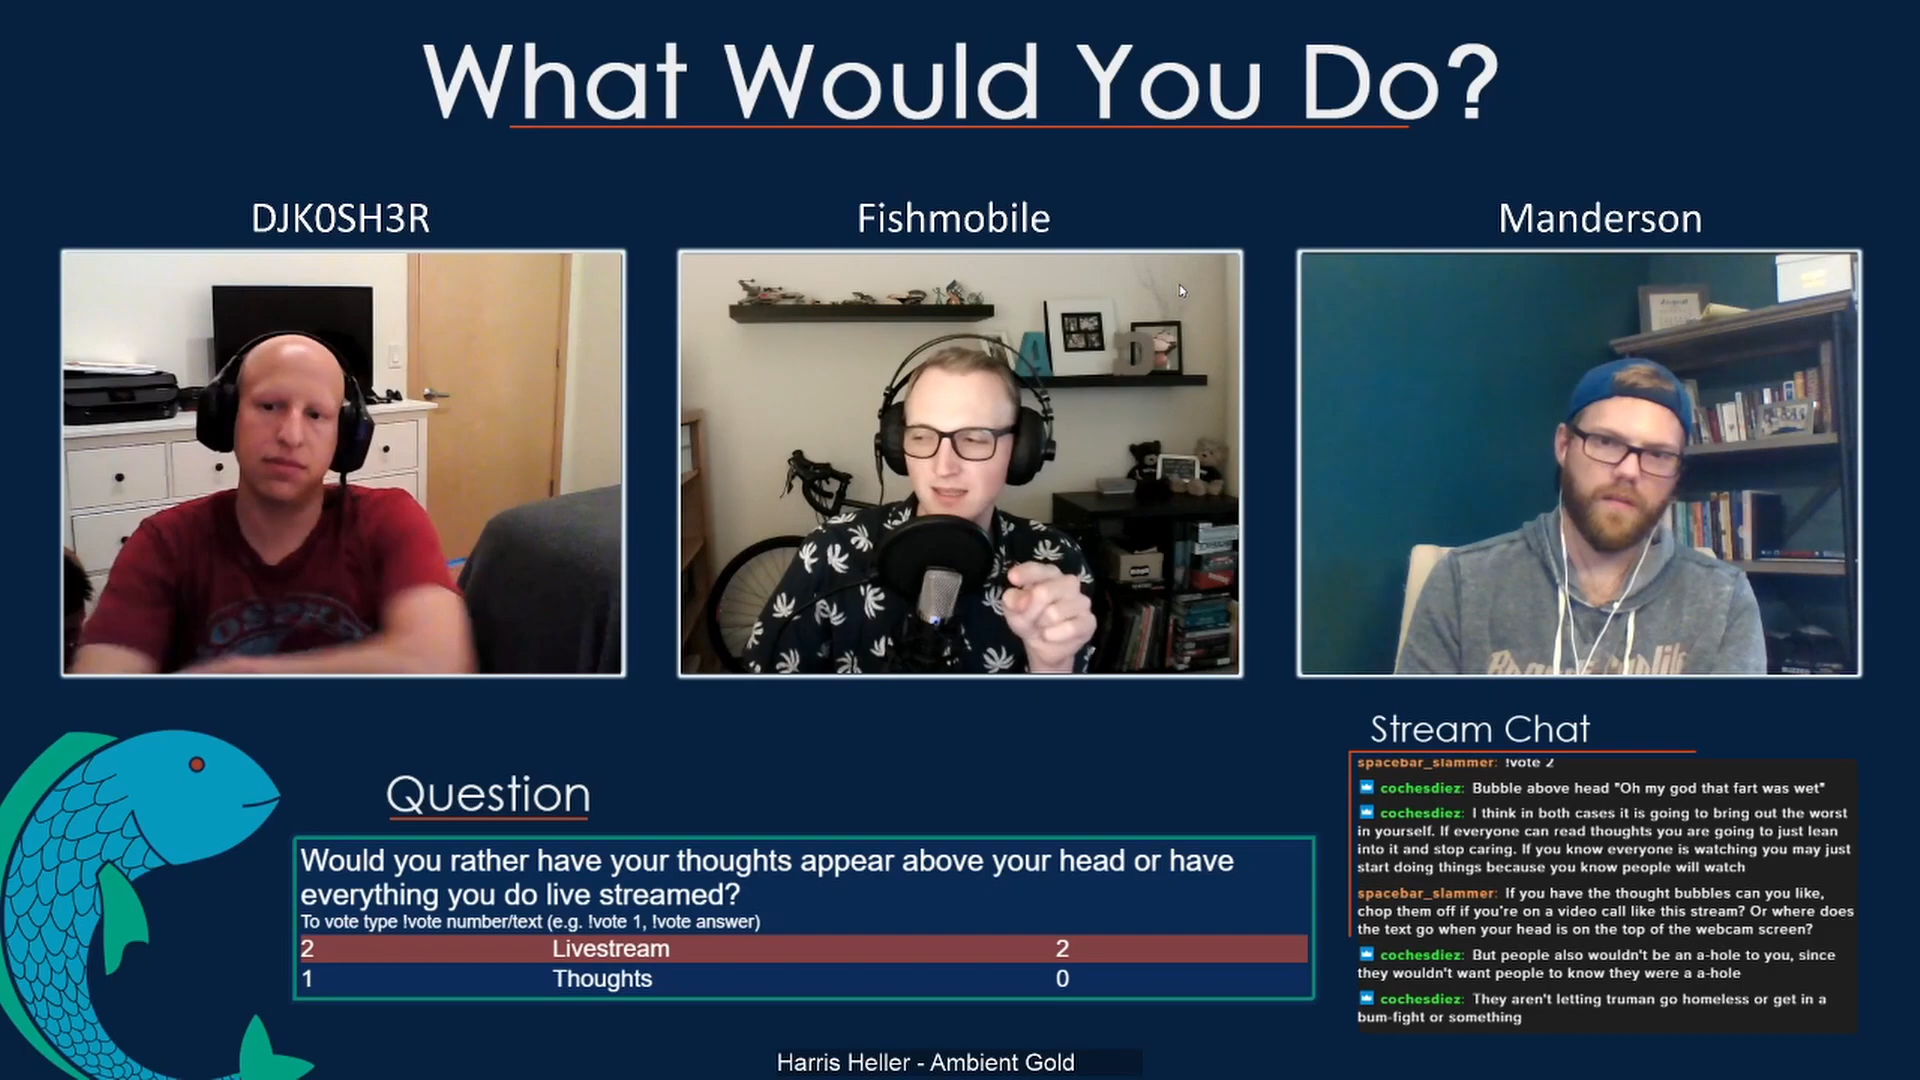 What Would You Do?
DJK0SH3R
Fishmobile
Manderson
OSPREY
A
D
Stream Chat
spacebar_slammer: !vote 2
cochesdiez: Bubble above head "Oh my god that fart was wet"
cochesdiez: I think in both cases it is going to bring out the worst
in yourself. If everyone can read thoughts you are going to just lean
into it and stop caring. If you know everyone is watching you may just
start doing things because you know people will watch
spacebar_slammer: If you have the thought bubbles can you like,
chop them off if you're on a video call like this stream? Or where does
the text go when your head is on the top of the webcam screen?
cochesdiez: But people also wouldn't be an a-hole to you, since
they wouldn't want people to know they were a a-hole
cochesdiez: They aren't letting truman go homeless or get in a
bum-fight or something
Question
Would you rather have your thoughts appear above your head or have
everything you do live streamed?
To vote type !vote number/text (e.g. !vote 1, !vote answer)
2 Livestream 2
1 Thoughts 0
Harris Heller - Ambient Gold